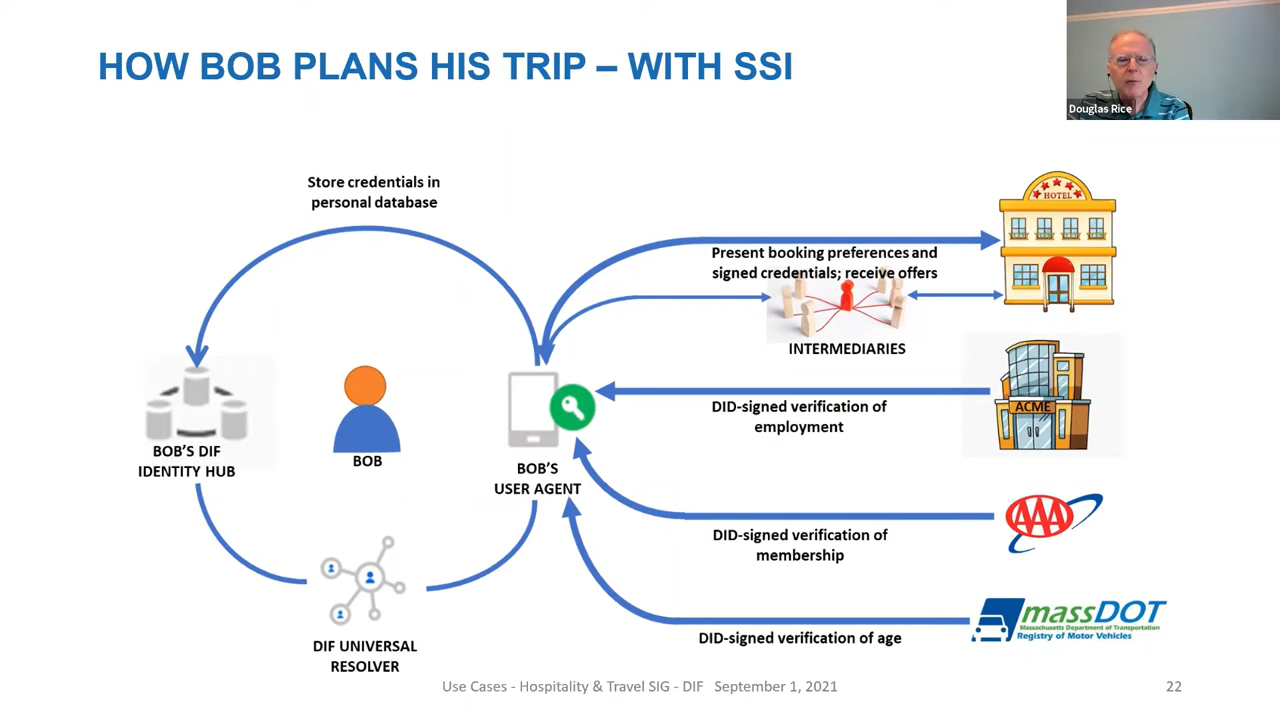 HOW BOB PLANS HIS TRIP – WITH SSI
Douglas Rice
Store credentials in
personal database
HOTEL
Present booking preferences and
signed credentials; receive offers
INTERMEDIARIES
ACME
DID-signed verification of
employment
BOB'S DIF
IDENTITY HUB
BOB
BOB'S
USER AGENT
AAA
DID-signed verification of
membership
massDOT
Massachusetts Department of Transportation
Registry of Motor Vehicles
DID-signed verification of age
DIF UNIVERSAL
RESOLVER
Use Cases - Hospitality & Travel SIG - DIF September 1, 2021
22